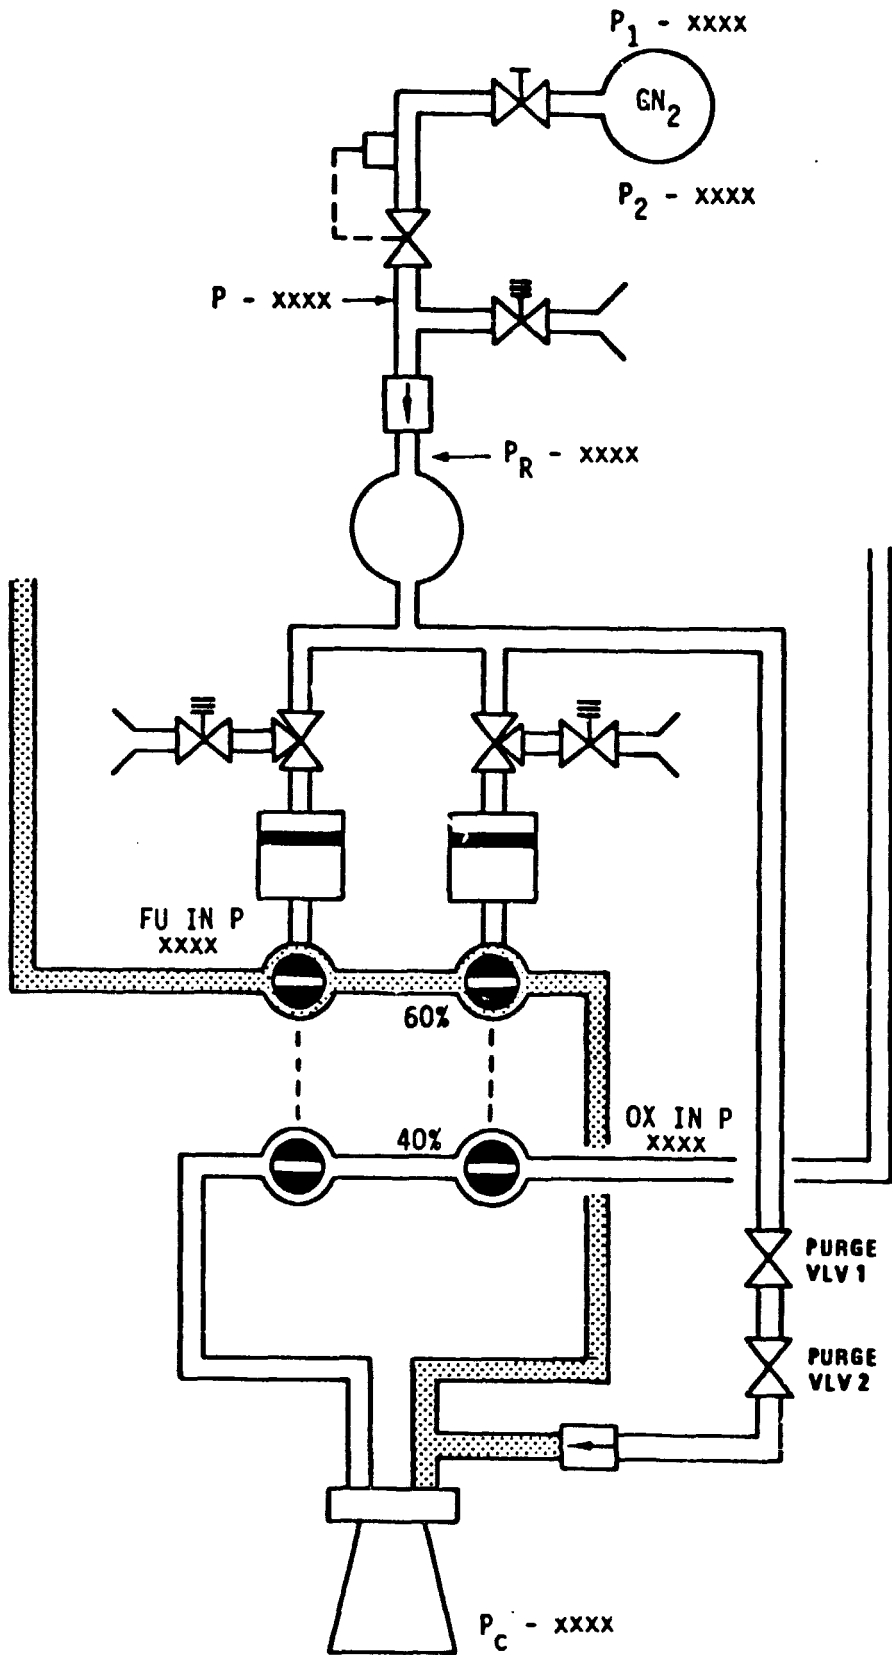 P1 - xxxx
GN2
P2 - xxxx
P - xxxx
PR - xxxx
FU IN P
xxxx
60%
OX IN P
xxxx
40%
PURGE
VLV 1
PURGE
VLV 2
Pc - xxxx